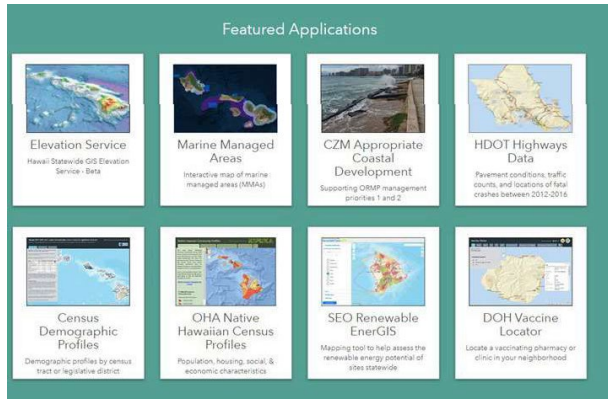 Featured Applications
Elevation Service
Hawaii Statewide GIS Elevation
Service - Beta
Marine Managed
Areas
Interactive map of marine
managed areas (MMAs)
CZM Appropriate
Coastal
Development
Supporting ORMP management
priorities 1 and 2
HDOT Highways
Data
Pavement conditions, traffic
counts, and locations of fatal
crashes between 2012-2016
Census
Demographic
Profiles
Demographic profiles by census
tract or legislative district
OHA Native
Hawaiian Census
Profiles
Population, housing, social, &
economic characteristics
SEO Renewable
EnerGIS
Mapping tool to help assess the
renewable energy potential of
sites statewide
DOH Vaccine
Locator
Locate a vaccinating pharmacy or
clinic in your neighborhood